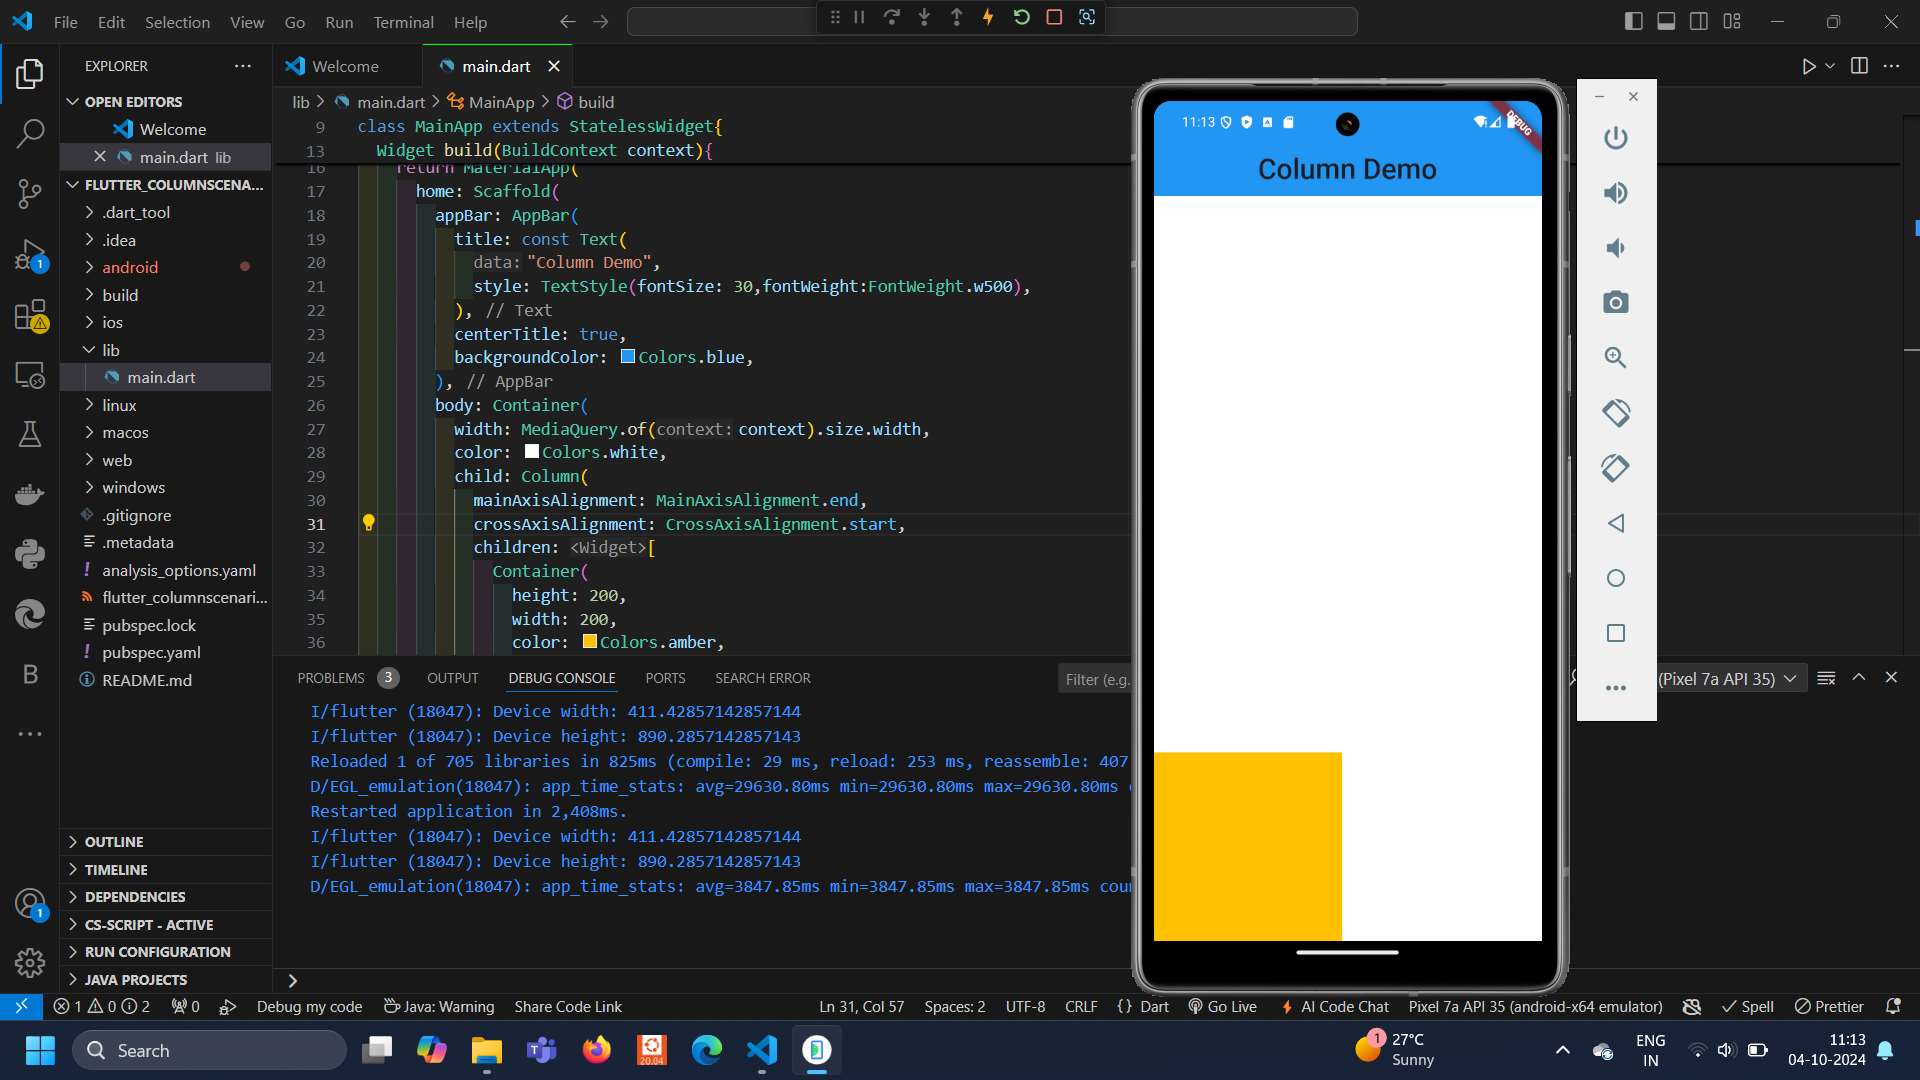 File Edit Selection View Go Run Terminal Help
EXPLORER
OPEN EDITORS
Welcome
main.dart lib
FLUTTER_COLUMNSCENA...
.dart_tool
.idea
android
build
ios
lib
main.dart
linux
macos
web
windows
.gitignore
.metadata
analysis_options.yaml
flutter_columnscenari...
pubspec.lock
pubspec.yaml
README.md
OUTLINE
TIMELINE
DEPENDENCIES
CS-SCRIPT - ACTIVE
RUN CONFIGURATION
JAVA PROJECTS
1
1
B
Welcome
main.dart
lib > main.dart > MainApp > build
9 class MainApp extends StatelessWidget{
13 Widget build(BuildContext context){
16 return MaterialApp(
17 home: Scaffold(
18 appBar: AppBar(
19 title: const Text(
20 data: "Column Demo",
21 style: TextStyle(fontSize: 30,fontWeight:FontWeight.w500),
22 ), // Text
23 centerTitle: true,
24 backgroundColor: Colors.blue,
25 ), // AppBar
26 body: Container(
27 width: MediaQuery.of(context: context).size.width,
28 color: Colors.white,
29 child: Column(
30 mainAxisAlignment: MainAxisAlignment.end,
31 crossAxisAlignment: CrossAxisAlignment.start,
32 children: <Widget>[
33 Container(
34 height: 200,
35 width: 200,
36 color: Colors.amber,
PROBLEMS 3 OUTPUT DEBUG CONSOLE PORTS SEARCH ERROR
Filter (e.g.
(Pixel 7a API 35)
I/flutter (18047): Device width: 411.42857142857144
I/flutter (18047): Device height: 890.2857142857143
Reloaded 1 of 705 libraries in 825ms (compile: 29 ms, reload: 253 ms, reassemble: 407
D/EGL_emulation(18047): app_time_stats: avg=29630.80ms min=29630.80ms max=29630.80ms
Restarted application in 2,408ms.
I/flutter (18047): Device width: 411.42857142857144
I/flutter (18047): Device height: 890.2857142857143
D/EGL_emulation(18047): app_time_stats: avg=3847.85ms min=3847.85ms max=3847.85ms cou
11:13
DEBUG
Column Demo
1 0 2 0 Debug my code Java: Warning Share Code Link
Ln 31, Col 57 Spaces: 2 UTF-8 CRLF {} Dart Go Live AI Code Chat Pixel 7a API 35 (android-x64 emulator) Spell Prettier
Search
20.04
1
27°C
Sunny
ENG
IN
11:13
04-10-2024